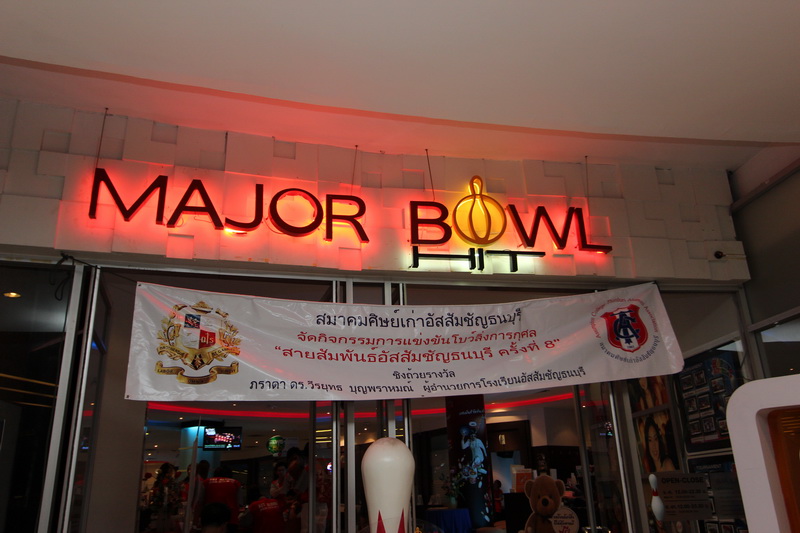 MAJOR BOWL
HIT
สมาคมศิษย์เก่าอัสสัมชัญธนบุรี
จัดกิจกรรมการแข่งขันโบว์ลิ่งการกุศล
"สายสัมพันธ์อัสสัมชัญธนบุรี ครั้งที่ 8"
ชิงถ้วยรางวัล
ภราดา ดร.วิรยุทธ บุญพราหมณ์ ผู้อำนวยการโรงเรียนอัสสัมชัญธนบุรี
OPEN-CLOSE